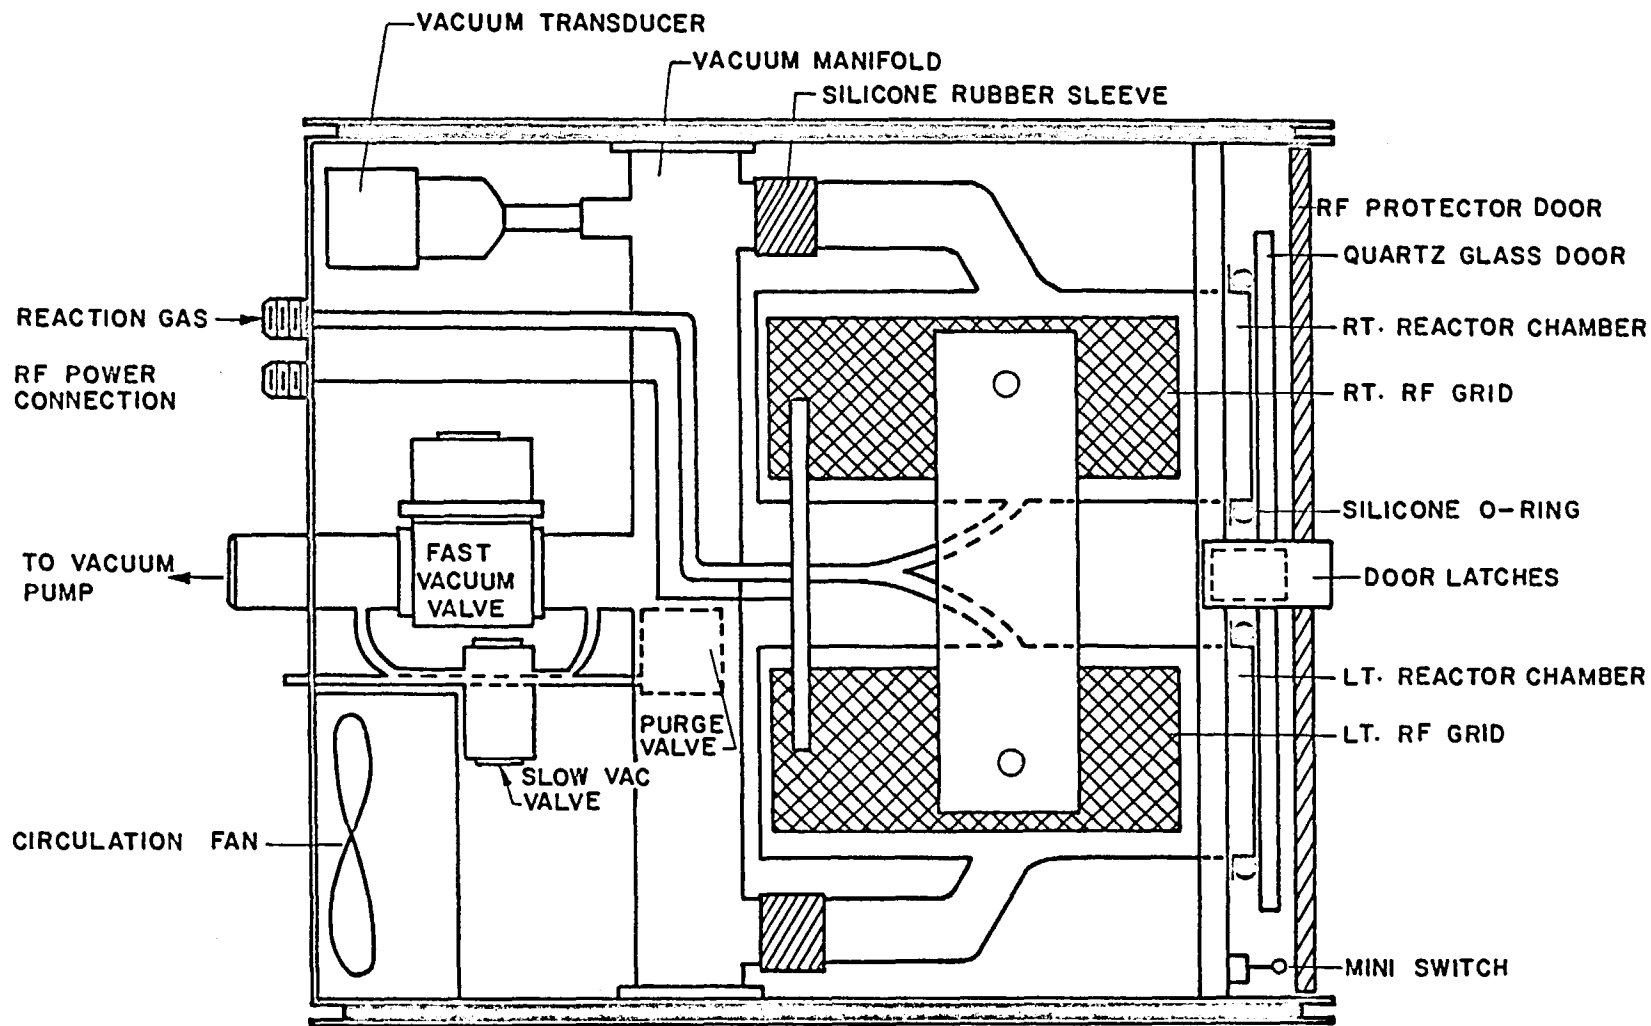 VACUUM TRANSDUCER
VACUUM MANIFOLD
SILICONE RUBBER SLEEVE
RF PROTECTOR DOOR
QUARTZ GLASS DOOR
REACTION GAS
RT. REACTOR CHAMBER
RF POWER
CONNECTION
RT. RF GRID
SILICONE O-RING
TO VACUUM
PUMP
FAST
VACUUM
VALVE
DOOR LATCHES
LT. REACTOR CHAMBER
PURGE
VALVE
LT. RF GRID
SLOW VAC
VALVE
CIRCULATION FAN
MINI SWITCH